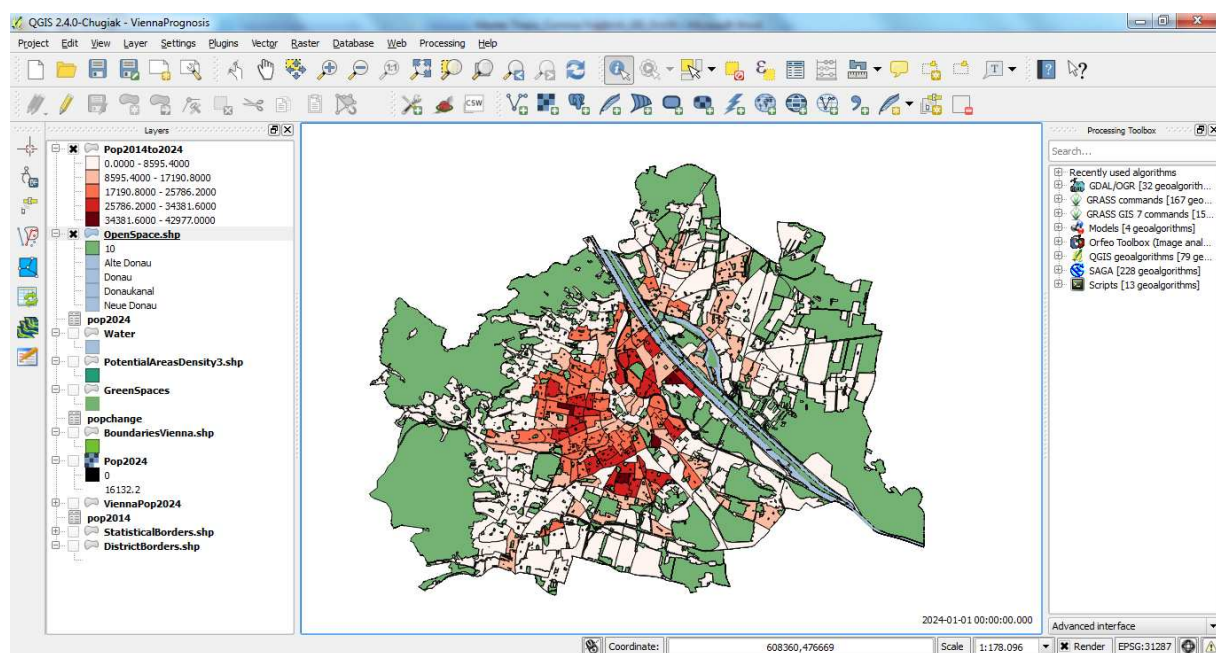 QGIS 2.4.0-Chugiak - ViennaPrognosis
Project Edit View Layer Settings Plugins Vector Raster Database Web Processing Help
CSW
Layers
Pop2014to2024
0.0000 - 8595.4000
8595.4000 - 17190.8000
17190.8000 - 25786.2000
25786.2000 - 34381.6000
34381.6000 - 42977.0000
OpenSpace.shp
10
Alte Donau
Donau
Donaukanal
Neue Donau
pop2024
Water
PotentialAreasDensity3.shp
GreenSpaces
popchange
BoundariesVienna.shp
Pop2024
0
16132.2
ViennaPop2024
pop2014
StatisticalBorders.shp
DistrictBorders.shp
2024-01-01 00:00:00.000
Processing Toolbox
Search...
Recently used algorithms
GDAL/OGR [32 geoalgorith...
GRASS commands [167 geo...
GRASS GIS 7 commands [15...
Models [4 geoalgorithms]
Orfeo Toolbox (Image anal...
QGIS geoalgorithms [79 ge...
SAGA [228 geoalgorithms]
Scripts [13 geoalgorithms]
Advanced interface
Coordinate: 608360,476669 Scale 1:178.096 Render EPSG:31287